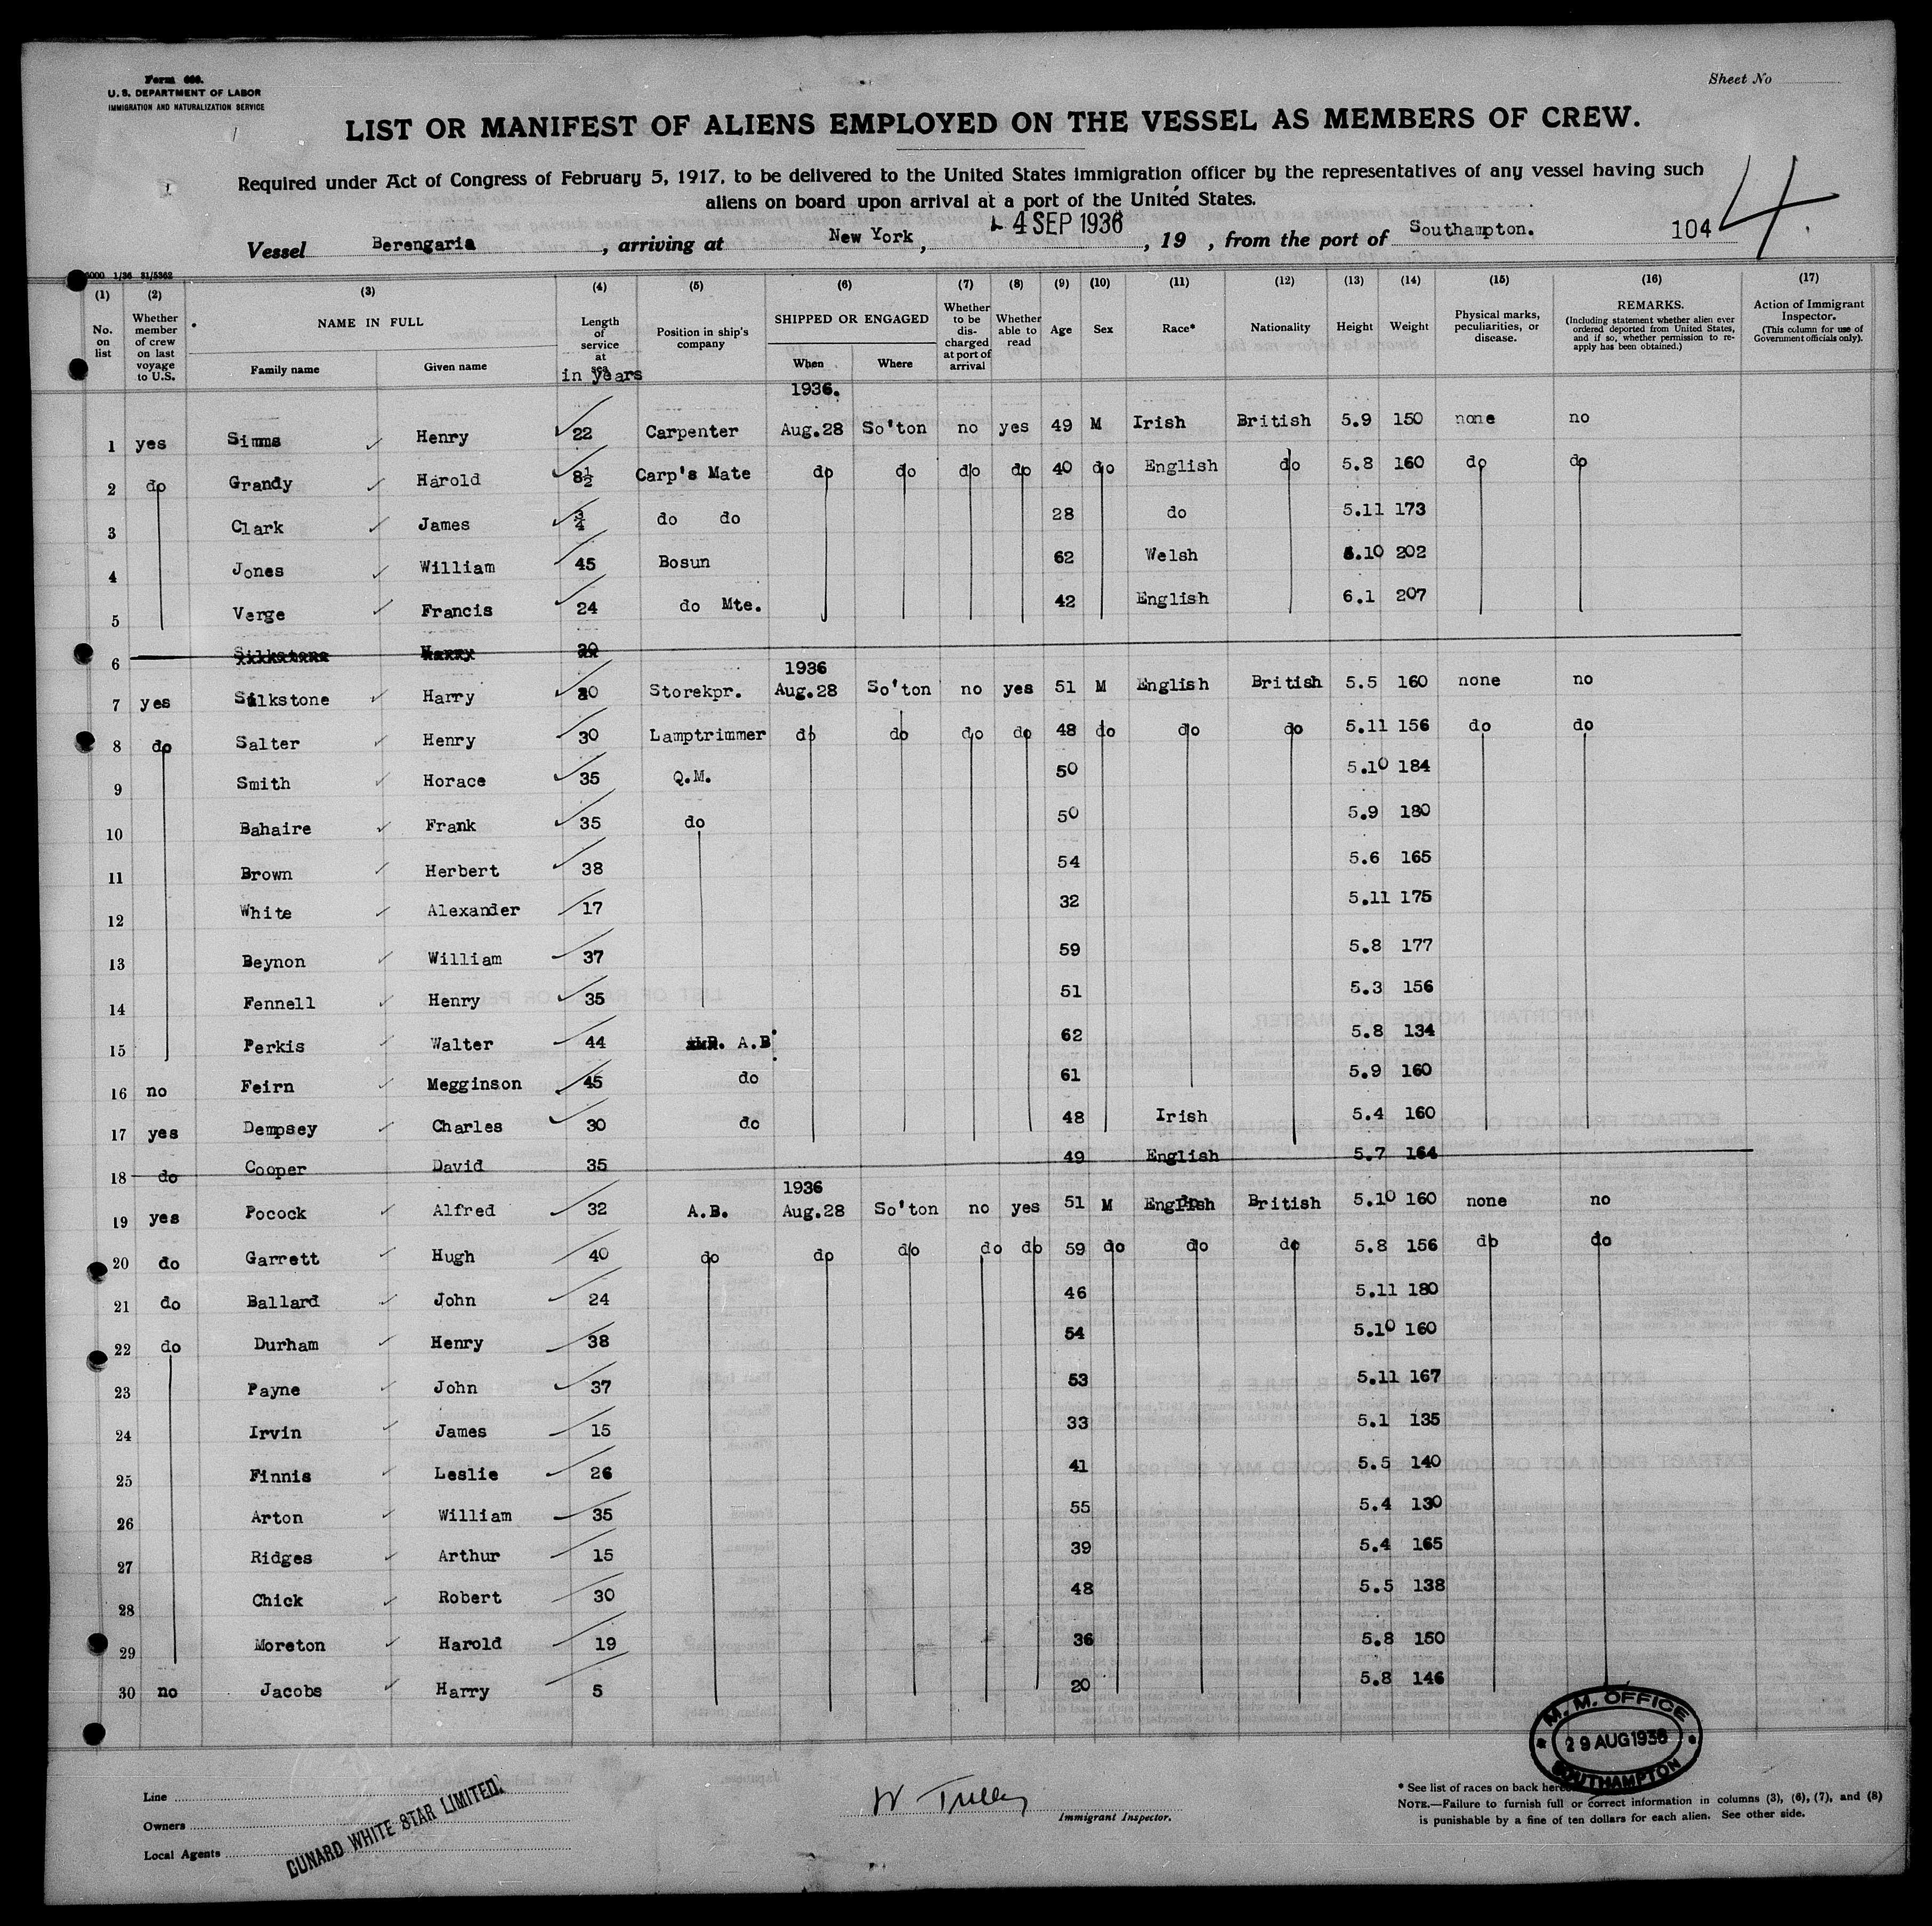 Form 680.
U. S. DEPARTMENT OF LABOR
IMMIGRATION AND NATURALIZATION SERVICE
Sheet No
LIST OR MANIFEST OF ALIENS EMPLOYED ON THE VESSEL AS MEMBERS OF CREW.
Required under Act of Congress of February 5, 1917, to be delivered to the United States immigration officer by the representatives of any vessel having such
aliens on board upon arrival at a port of the United States.
Vessel Berengaria, arriving at New York, 4 SEP 1936, 19 , from the port of Southampton. 104 4.
(1) (2) (3) (4) (5) (6) (7) (8) (9) (10) (11) (12) (13) (14) (15) (16) (17)
No. on list
Whether member of crew on last voyage to U.S.
NAME IN FULL
Family name Given name
Length of service at sea
in years
Position in ship's company
SHIPPED OR ENGAGED
When Where
Whether to be discharged at port of arrival
Whether able to read
Age
Sex
Race*
Nationality
Height
Weight
Physical marks, peculiarities, or disease.
REMARKS.
(Including statement whether alien ever ordered deported from United States, and if so, whether permission to re-apply has been obtained.)
Action of Immigrant Inspector.
(This column for use of Government officials only).
1936.
1 yes Simms Henry 22 Carpenter Aug.28 So'ton no yes 49 M Irish British 5.9 150 none no
2 do Grandy Harold 8½ Carp's Mate do do do do 40 do English do 5.8 160 do do
3 Clark James ¾ do do 28 do 5.11 173
4 Jones William 45 Bosun 62 Welsh 5.10 202
5 Verge Francis 24 do Mte. 42 English 6.1 207
6 Silkstone Harry 30
1936
7 yes Silkstone Harry 30 Storekpr. Aug.28 So'ton no yes 51 M English British 5.5 160 none no
8 do Salter Henry 30 Lamptrimmer do do do do 48 do do do 5.11 156 do do
9 Smith Horace 35 Q.M. 50 5.10 184
10 Bahaire Frank 35 do 50 5.9 180
11 Brown Herbert 38 54 5.6 165
12 White Alexander 17 32 5.11 175
13 Beynon William 37 59 5.8 177
14 Fennell Henry 35 51 5.3 156
15 Perkis Walter 44 A.B. 62 5.8 134
16 no Feirn Megginson 45 do 61 5.9 160
17 yes Dempsey Charles 30 do 48 Irish 5.4 160
18 do Cooper David 35 49 English 5.7 164
1936
19 yes Pocock Alfred 32 A.B. Aug.28 So'ton no yes 51 M English British 5.10 160 none no
20 do Garrett Hugh 40 do do do do do 59 do do do 5.8 156 do do
21 do Ballard John 24 46 5.11 180
22 do Durham Henry 38 54 5.10 160
23 Payne John 37 53 5.11 167
24 Irvin James 15 33 5.1 135
25 Finnis Leslie 26 41 5.5 140
26 Arton William 35 55 5.4 130
27 Ridges Arthur 15 39 5.4 165
28 Chick Robert 30 48 5.5 138
29 Moreton Harold 19 36 5.8 150
30 no Jacobs Harry 5 20 5.8 146
M. M. OFFICE
29 AUG 1936
SOUTHAMPTON
Line
Owners
Local Agents
CUNARD WHITE STAR LIMITED.
W Tulley
Immigrant Inspector.
* See list of races on back hereof
NOTE.—Failure to furnish full or correct information in columns (3), (6), (7), and (8)
is punishable by a fine of ten dollars for each alien. See other side.